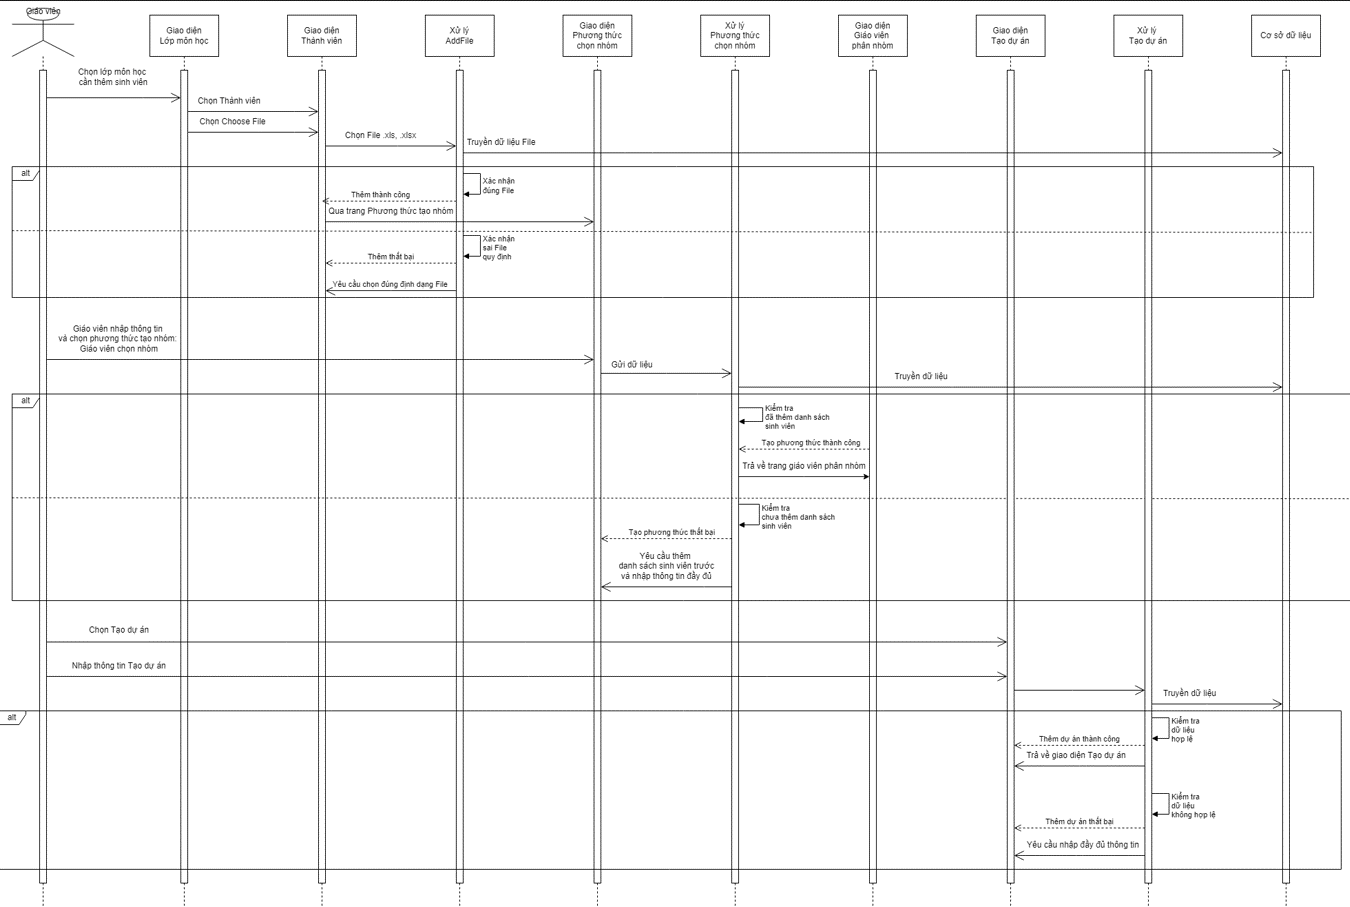 Giáo viên
Giao diện
Lớp môn học
Giao diện
Thành viên
Xử lý
AddFile
Giao diện
Phương thức
chọn nhóm
Xử lý
Phương thức
chọn nhóm
Giao diện
Giáo viên
phân nhóm
Giao diện
Tạo dự án
Xử lý
Tạo dự án
Cơ sở dữ liệu
Chọn lớp môn học
cần thêm sinh viên
Chọn Thành viên
Chọn Choose File
Chọn File .xls, .xlsx
Truyền dữ liệu File
alt
Xác nhận
đúng File
Thêm thành công
Qua trang Phương thức tạo nhóm
Xác nhận
sai File
quy định
Thêm thất bại
Yêu cầu chọn đúng định dạng File
Giáo viên nhập thông tin
và chọn phương thức tạo nhóm:
Giáo viên chọn nhóm
Gửi dữ liệu
Truyền dữ liệu
alt
Kiểm tra
đã thêm danh sách
sinh viên
Tạo phương thức thành công
Trả về trang giáo viên phân nhóm
Kiểm tra
chưa thêm danh sách
sinh viên
Tạo phương thức thất bại
Yêu cầu thêm
danh sách sinh viên trước
và nhập thông tin đầy đủ
Chọn Tạo dự án
Nhập thông tin Tạo dự án
Truyền dữ liệu
alt
Kiểm tra
dữ liệu
hợp lệ
Thêm dự án thành công
Trả về giao diện Tạo dự án
Kiểm tra
dữ liệu
không hợp lệ
Thêm dự án thất bại
Yêu cầu nhập đầy đủ thông tin